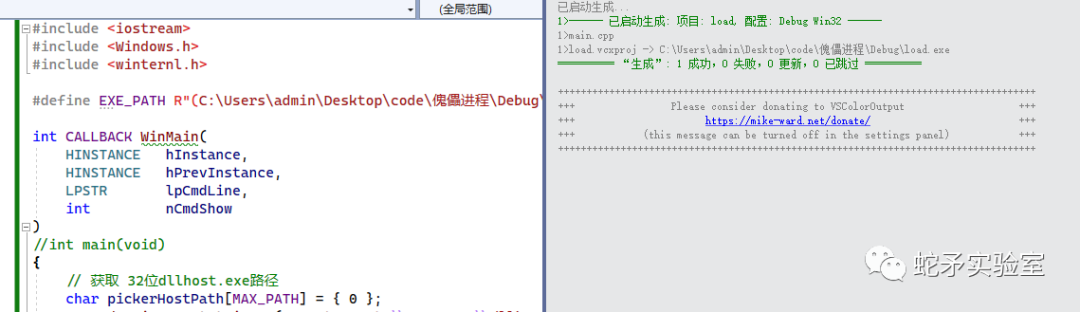 (全局范围)
#include <iostream>
#include <Windows.h>
#include <winternl.h>
#define EXE_PATH R"(C:\Users\admin\Desktop\code\傀儡进程\Debug\
int CALLBACK WinMain(
HINSTANCE hInstance,
HINSTANCE hPrevInstance,
LPSTR lpCmdLine,
int nCmdShow
)
//int main(void)
{
// 获取 32位dllhost.exe路径
char pickerHostPath[MAX_PATH] = { 0 };
已启动生成...
1>------ 已启动生成: 项目: load, 配置: Debug Win32 ------
1>main.cpp
1>load.vcxproj -> C:\Users\admin\Desktop\code\傀儡进程\Debug\load.exe
========== “生成”: 1 成功，0 失败，0 更新，0 已跳过 ==========
+++++++++++++++++++++++++++++++++++++++++++++++++++++++++++++++++++++++++++++++
+++ Please consider donating to VSColorOutput +++
+++ https://mike-ward.net/donate/ +++
+++ (this message can be turned off in the settings panel) +++
+++++++++++++++++++++++++++++++++++++++++++++++++++++++++++++++++++++++++++++++
蛇矛实验室